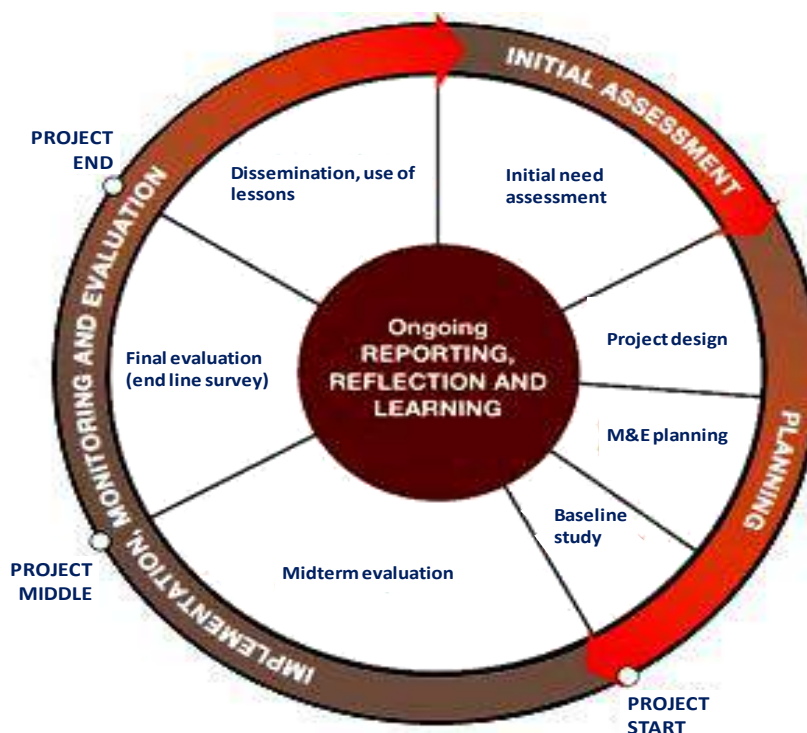 INITIAL ASSESSMENT
PROJECT
END
Dissemination, use of
lessons
Initial need
assessment
Ongoing
REPORTING,
REFLECTION AND
LEARNING
Project design
Final evaluation
(end line survey)
M&E planning
PLANNING
Baseline
study
Midterm evaluation
PROJECT
MIDDLE
IMPLEMENTATION, MONITORING AND EVALUATION
PROJECT
START